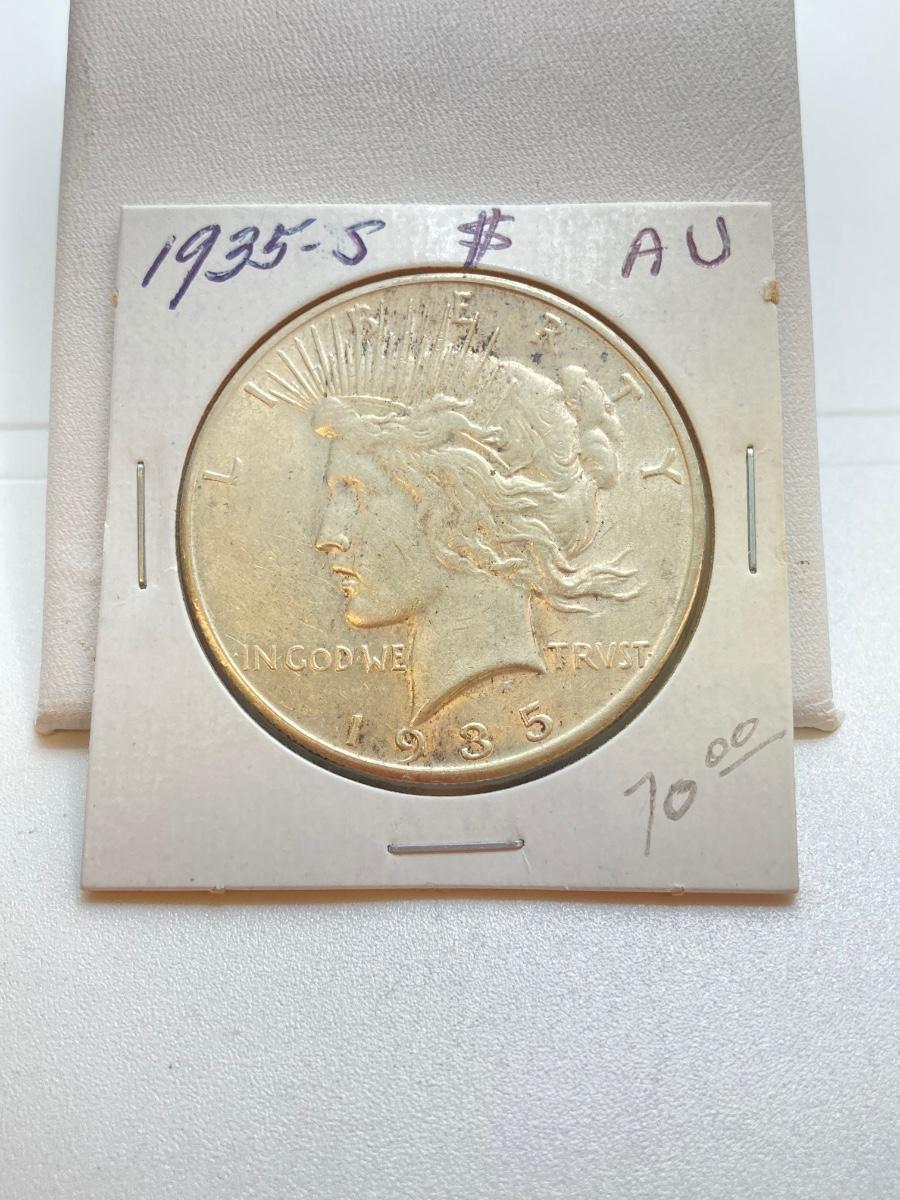 1935-S $ AU
LIBERTY
IN GOD WE TRVST
1935
70.00